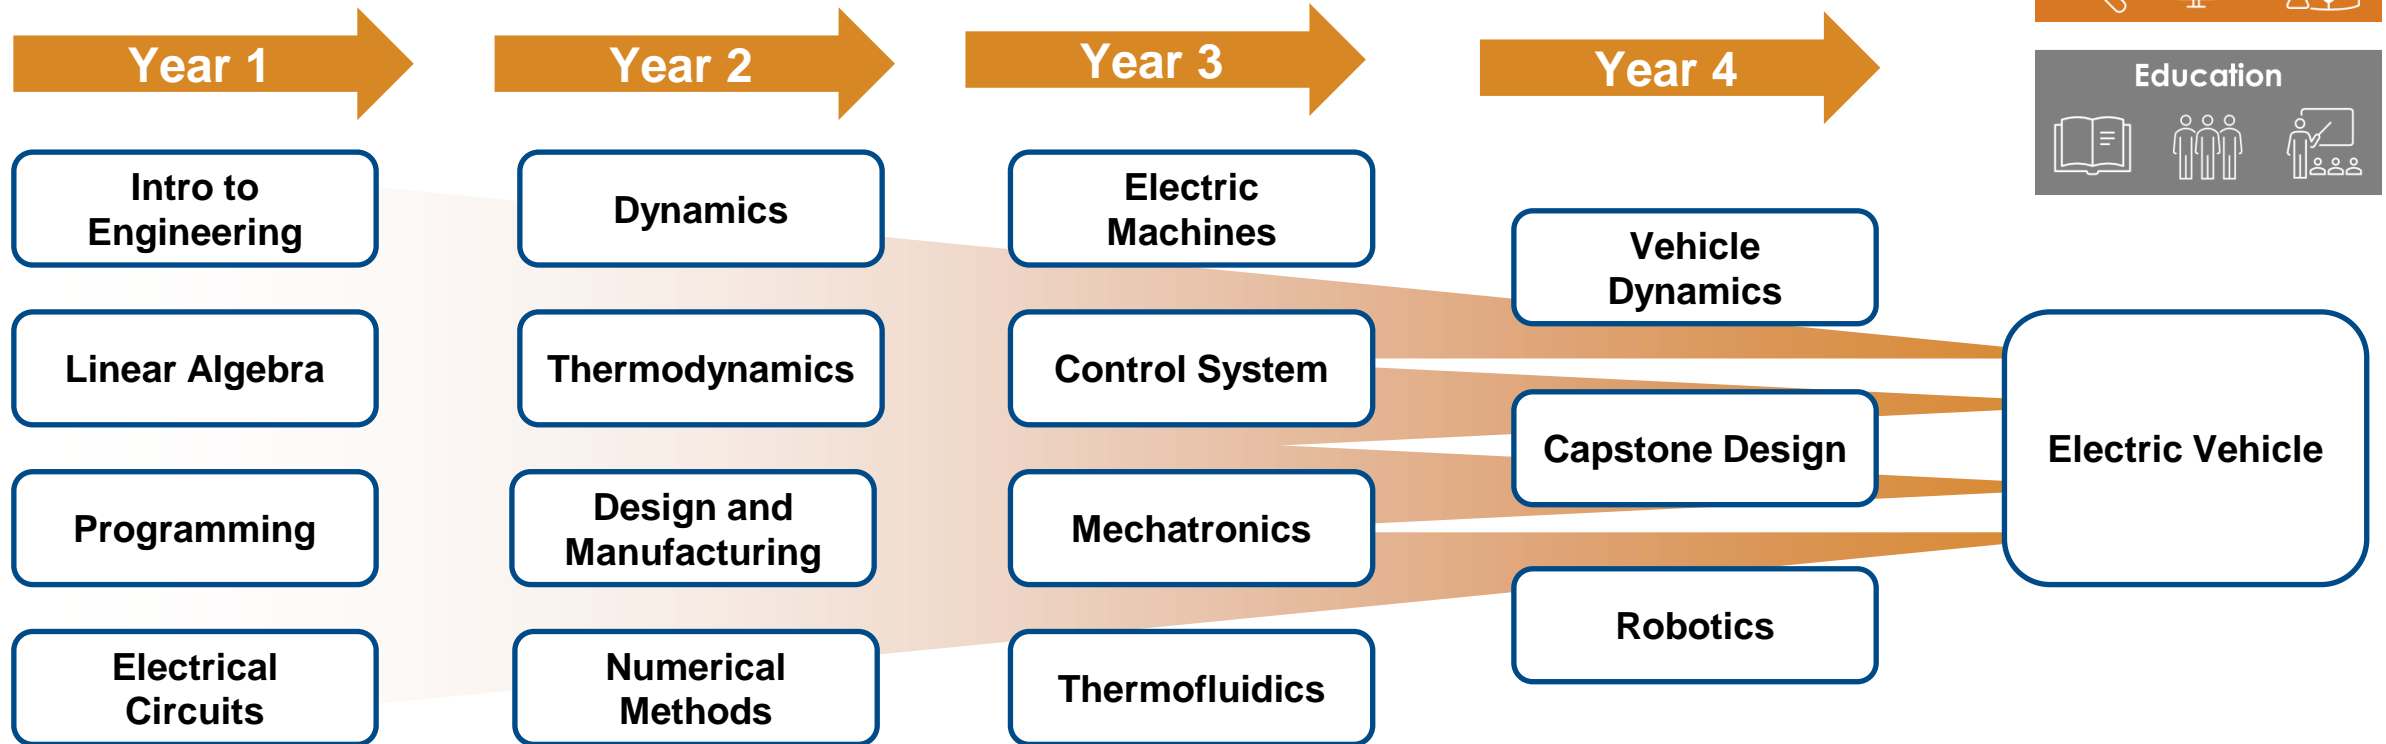 Year 1
Year 2
Year 3
Year 4
Education
Intro to
Engineering
Linear Algebra
Programming
Electrical
Circuits
Dynamics
Thermodynamics
Design and
Manufacturing
Numerical
Methods
Electric
Machines
Control System
Mechatronics
Thermofluidics
Vehicle
Dynamics
Capstone Design
Robotics
Electric Vehicle